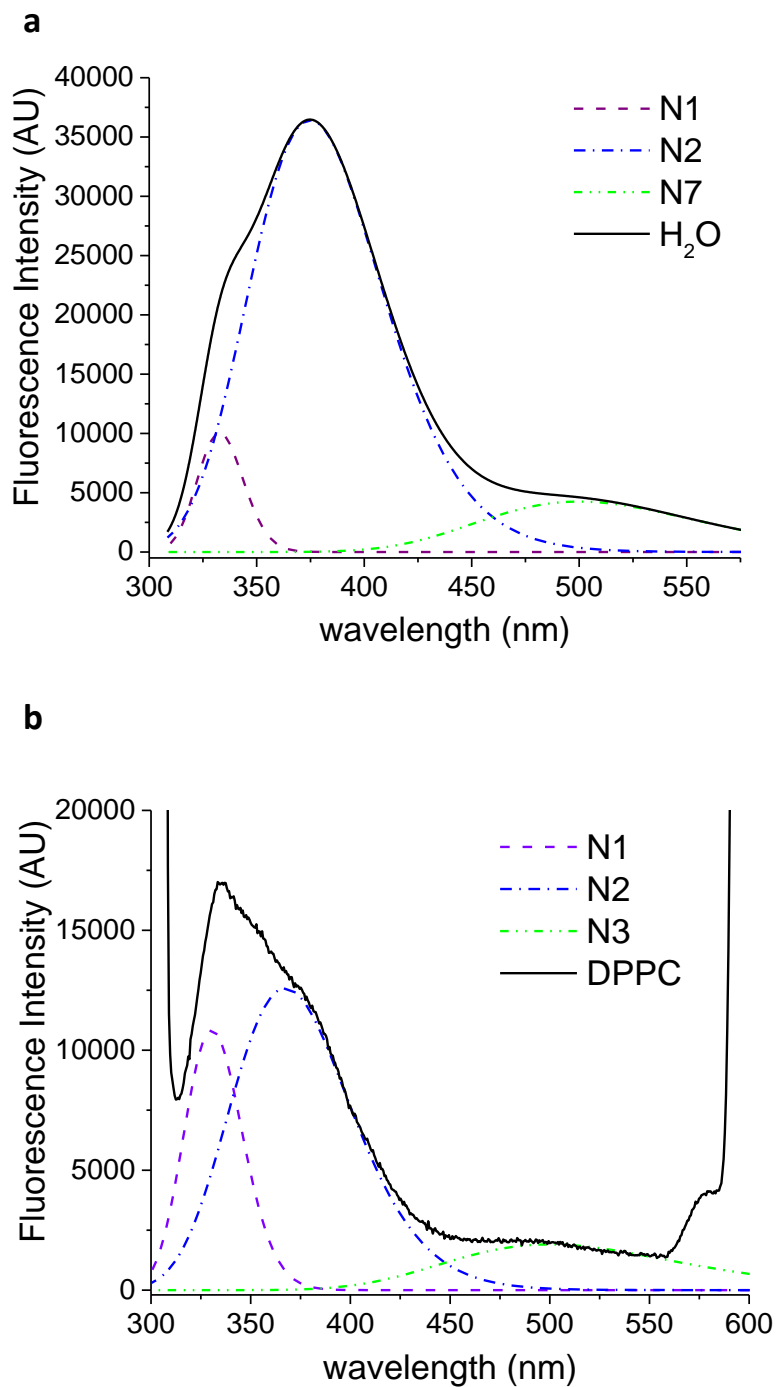 a
Fluorescence Intensity (AU)
40000
35000
30000
25000
20000
15000
10000
5000
0
N1
N2
N7
H₂O
300 350 400 450 500 550
wavelength (nm)
b
Fluorescence Intensity (AU)
20000
15000
10000
5000
0
N1
N2
N3
DPPC
300 350 400 450 500 550 600
wavelength (nm)